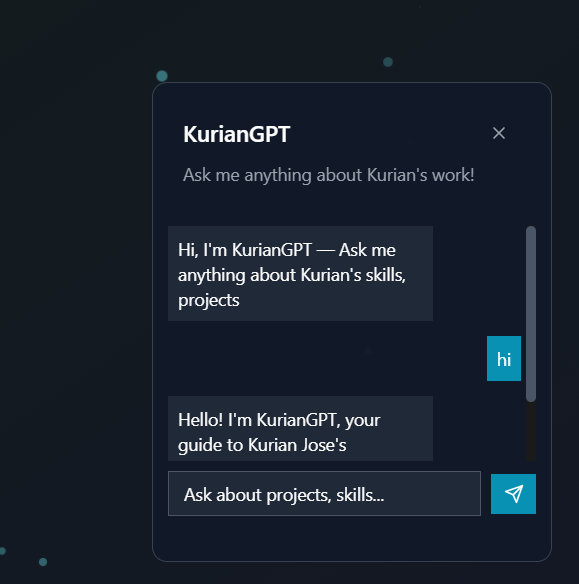 KurianGPT
Ask me anything about Kurian's work!
Hi, I'm KurianGPT — Ask me
anything about Kurian's skills,
projects
hi
Hello! I'm KurianGPT, your
guide to Kurian Jose's
Ask about projects, skills...